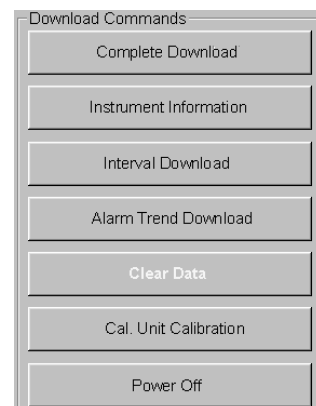 Download Commands
Complete Download
Instrument Information
Interval Download
Alarm Trend Download
Clear Data
Cal. Unit Calibration
Power Off